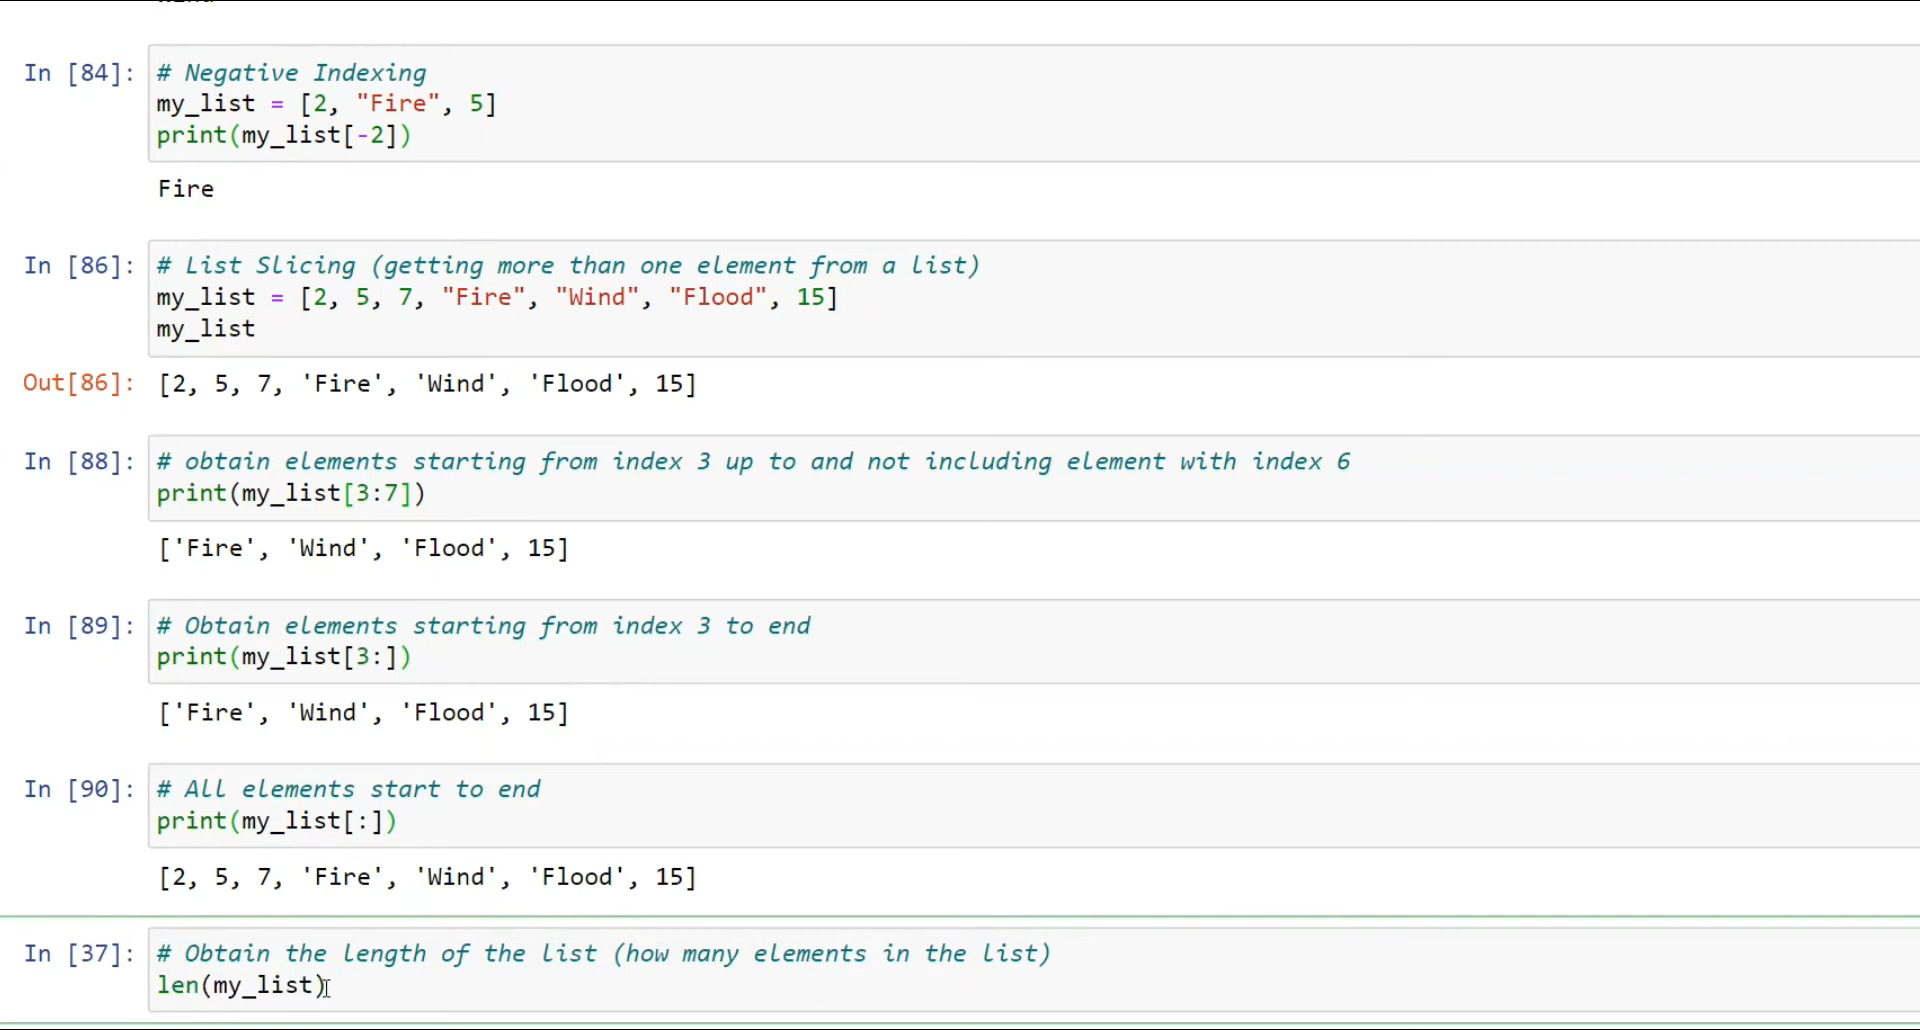 In [84]: # Negative Indexing
my_list = [2, "Fire", 5]
print(my_list[-2])
Fire
In [86]: # List Slicing (getting more than one element from a list)
my_list = [2, 5, 7, "Fire", "Wind", "Flood", 15]
my_list
Out[86]: [2, 5, 7, 'Fire', 'Wind', 'Flood', 15]
In [88]: # obtain elements starting from index 3 up to and not including element with index 6
print(my_list[3:7])
['Fire', 'Wind', 'Flood', 15]
In [89]: # Obtain elements starting from index 3 to end
print(my_list[3:])
['Fire', 'Wind', 'Flood', 15]
In [90]: # All elements start to end
print(my_list[:])
[2, 5, 7, 'Fire', 'Wind', 'Flood', 15]
In [37]: # Obtain the length of the list (how many elements in the list)
len(my_list)